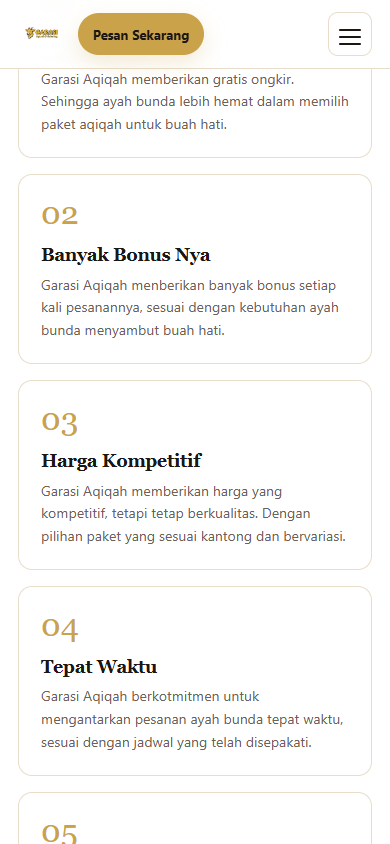 GARASI
Pesan Sekarang
Garasi Aqiqah memberikan gratis ongkir.
Sehingga ayah bunda lebih hemat dalam memilih
paket aqiqah untuk buah hati.
02
Banyak Bonus Nya
Garasi Aqiqah menberikan banyak bonus setiap
kali pesanannya, sesuai dengan kebutuhan ayah
bunda menyambut buah hati.
03
Harga Kompetitif
Garasi Aqiqah memberikan harga yang
kompetitif, tetapi tetap berkualitas. Dengan
pilihan paket yang sesuai kantong dan bervariasi.
04
Tepat Waktu
Garasi Aqiqah berkotmitmen untuk
mengantarkan pesanan ayah bunda tepat waktu,
sesuai dengan jadwal yang telah disepakati.
05